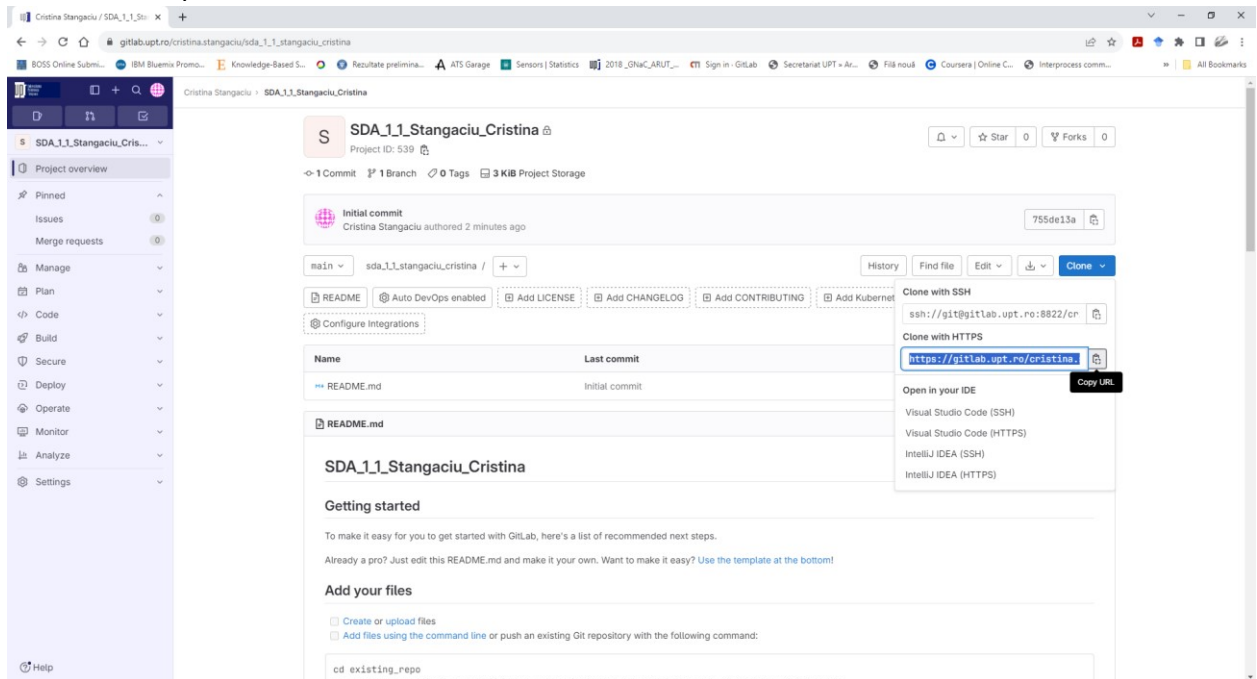 Cristina Stangaciu / SDA_1_1_Sta
gitlab.upt.ro/cristina.stangaciu/sda_1_1_stangaciu_cristina
BOSS Online Submi... IBM Bluemix Promo... Knowledge-Based S... Rezultate prelimina... ATS Garage Sensors | Statistics 2018_GNaC_ARUT_... Sign in · GitLab Secretariat UPT » Ar... Filă nouă Coursera | Online C... Interprocess comm... » All Bookmarks
Cristina Stangaciu › SDA_1_1_Stangaciu_Cristina
S SDA_1_1_Stangaciu_Cris...
Project overview
Pinned
Issues 0
Merge requests 0
Manage
Plan
Code
Build
Secure
Deploy
Operate
Monitor
Analyze
Settings
Help
S SDA_1_1_Stangaciu_Cristina
Project ID: 539
Star 0 Forks 0
1 Commit 1 Branch 0 Tags 3 KiB Project Storage
Initial commit
Cristina Stangaciu authored 2 minutes ago
755de13a
main sda_1_1_stangaciu_cristina / +
History Find file Edit Clone
README Auto DevOps enabled Add LICENSE Add CHANGELOG Add CONTRIBUTING Add Kubernet
Configure Integrations
Clone with SSH
ssh://git@gitlab.upt.ro:8822/cr
Clone with HTTPS
https://gitlab.upt.ro/cristina.
Copy URL
Open in your IDE
Visual Studio Code (SSH)
Visual Studio Code (HTTPS)
IntelliJ IDEA (SSH)
IntelliJ IDEA (HTTPS)
Name Last commit
README.md Initial commit
README.md
SDA_1_1_Stangaciu_Cristina
Getting started
To make it easy for you to get started with GitLab, here's a list of recommended next steps.
Already a pro? Just edit this README.md and make it your own. Want to make it easy? Use the template at the bottom!
Add your files
Create or upload files
Add files using the command line or push an existing Git repository with the following command:
cd existing_repo